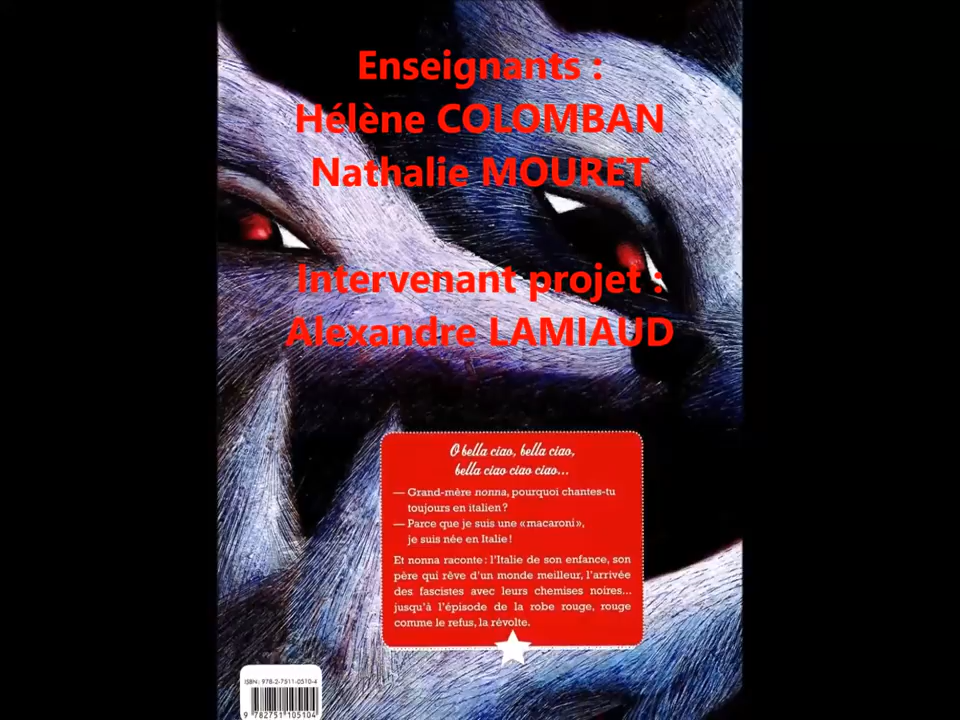 Enseignants :
Hélène COLOMBAN
Nathalie MOURET
Intervenant projet :
Alexandre LAMIAUD
O bella ciao, bella ciao,
bella ciao ciao ciao...
— Grand-mère nonna, pourquoi chantes-tu
toujours en italien ?
— Parce que je suis une «macaroni»,
je suis née en Italie !
Et nonna raconte : l'Italie de son enfance, son
père qui rêve d'un monde meilleur, l'arrivée
des fascistes avec leurs chemises noires...
jusqu'à l'épisode de la robe rouge, rouge
comme le refus, la révolte.
ISBN : 978-2-7511-0510-4
9 782751 105104